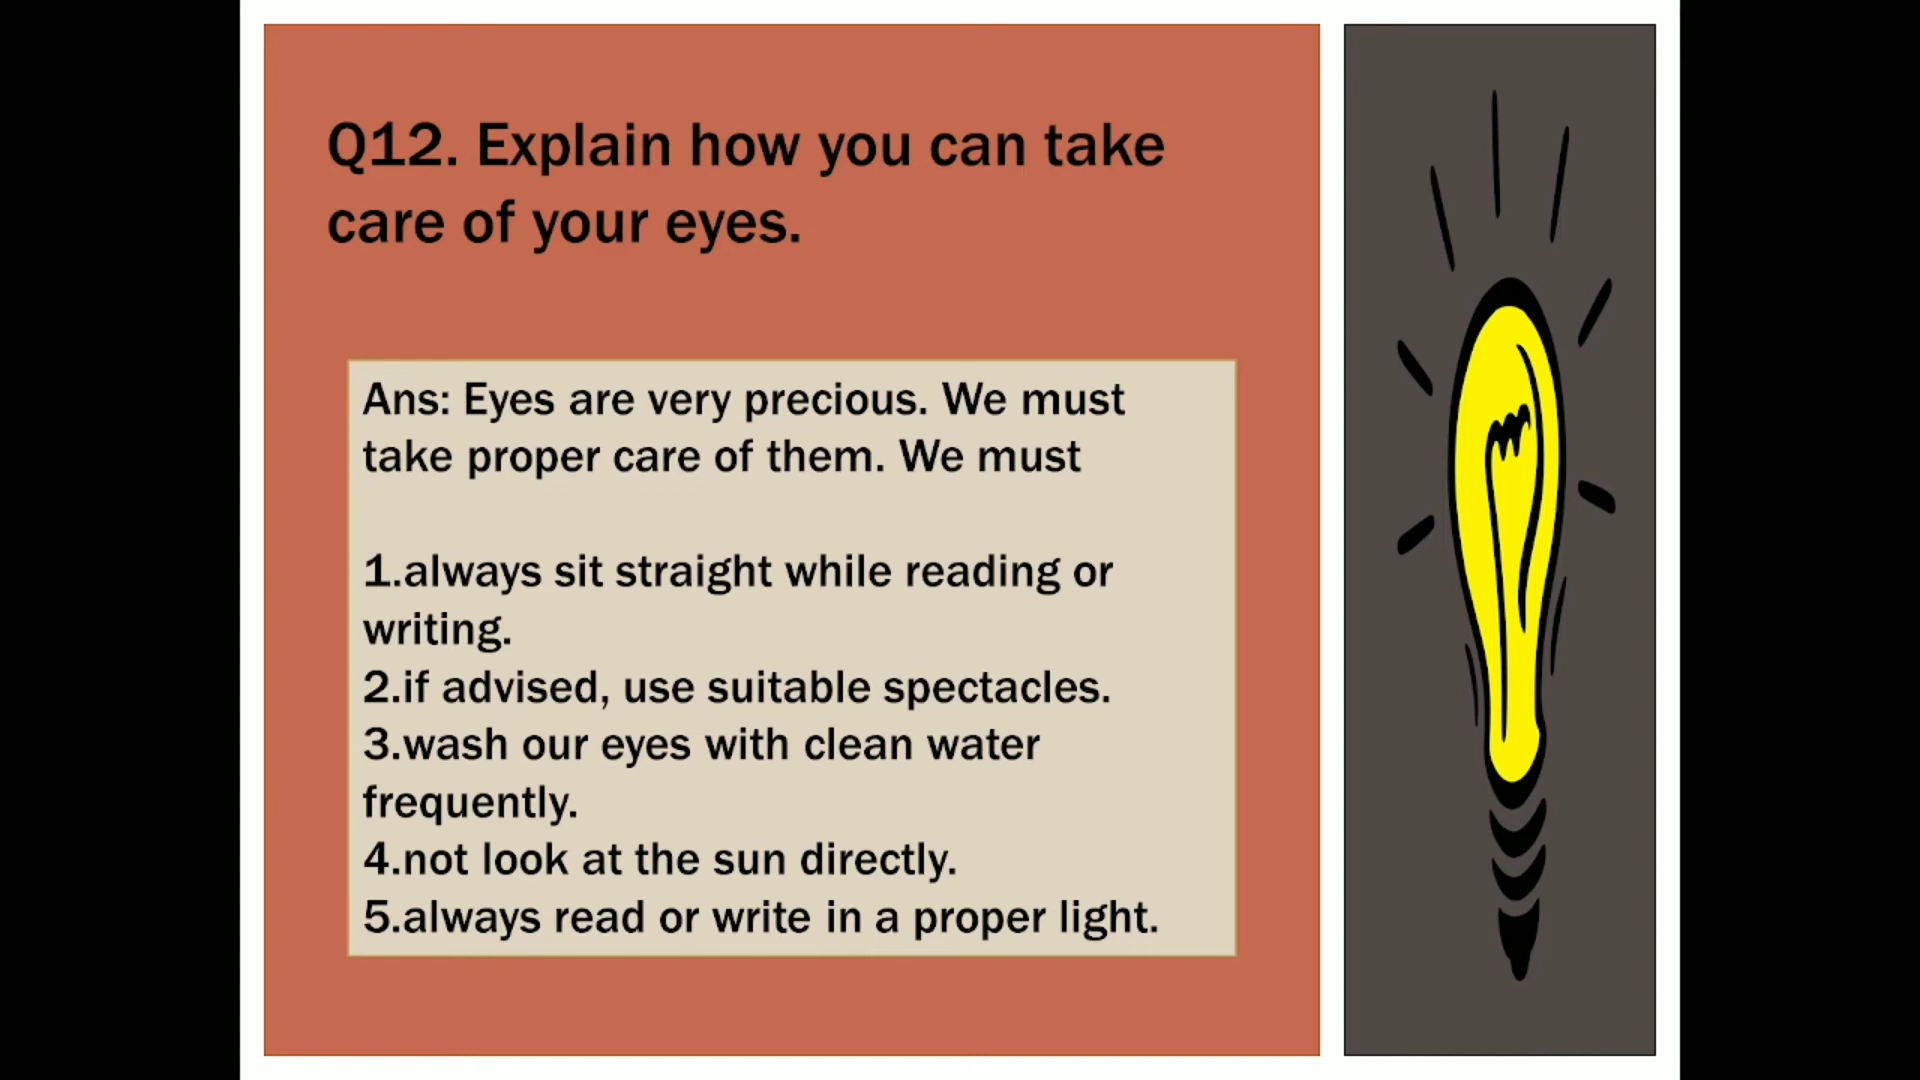 Q12. Explain how you can take
care of your eyes.
Ans: Eyes are very precious. We must
take proper care of them. We must
1.always sit straight while reading or
writing.
2.if advised, use suitable spectacles.
3.wash our eyes with clean water
frequently.
4.not look at the sun directly.
5.always read or write in a proper light.